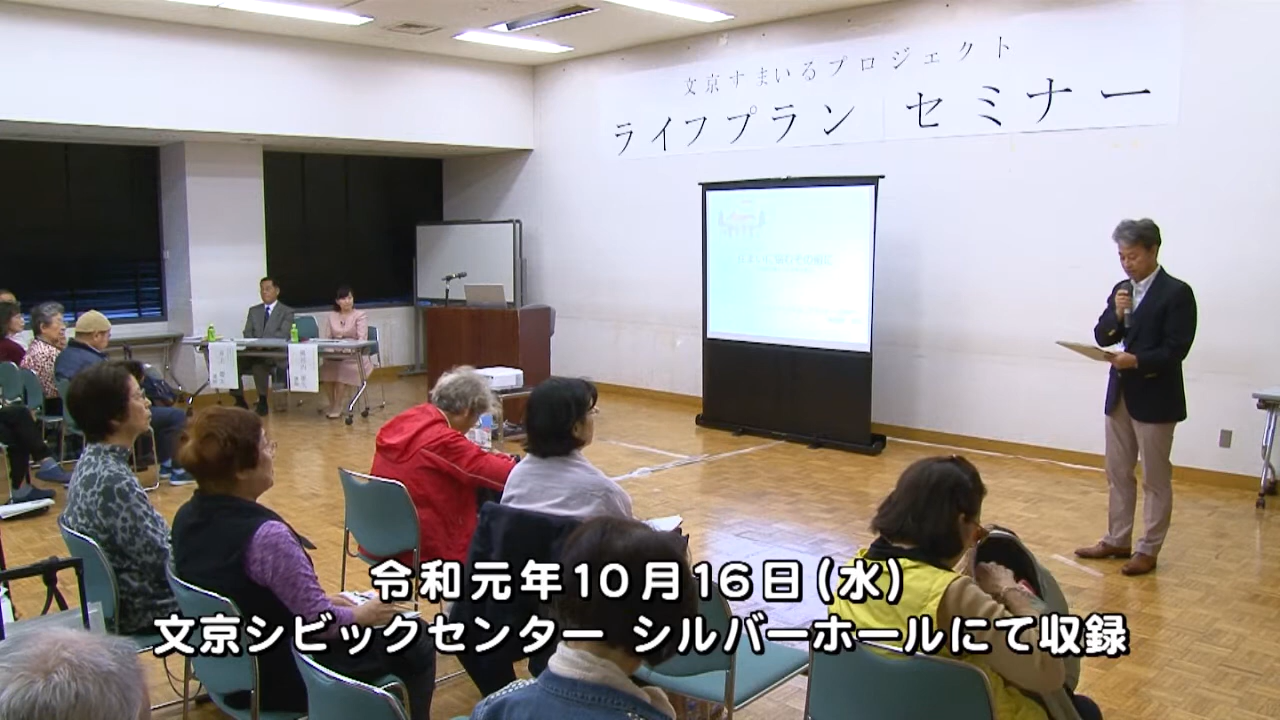 文京すまいるプロジェクト
ライフプラン セミナー
令和元年10月16日(水)
文京シビックセンター シルバーホールにて収録